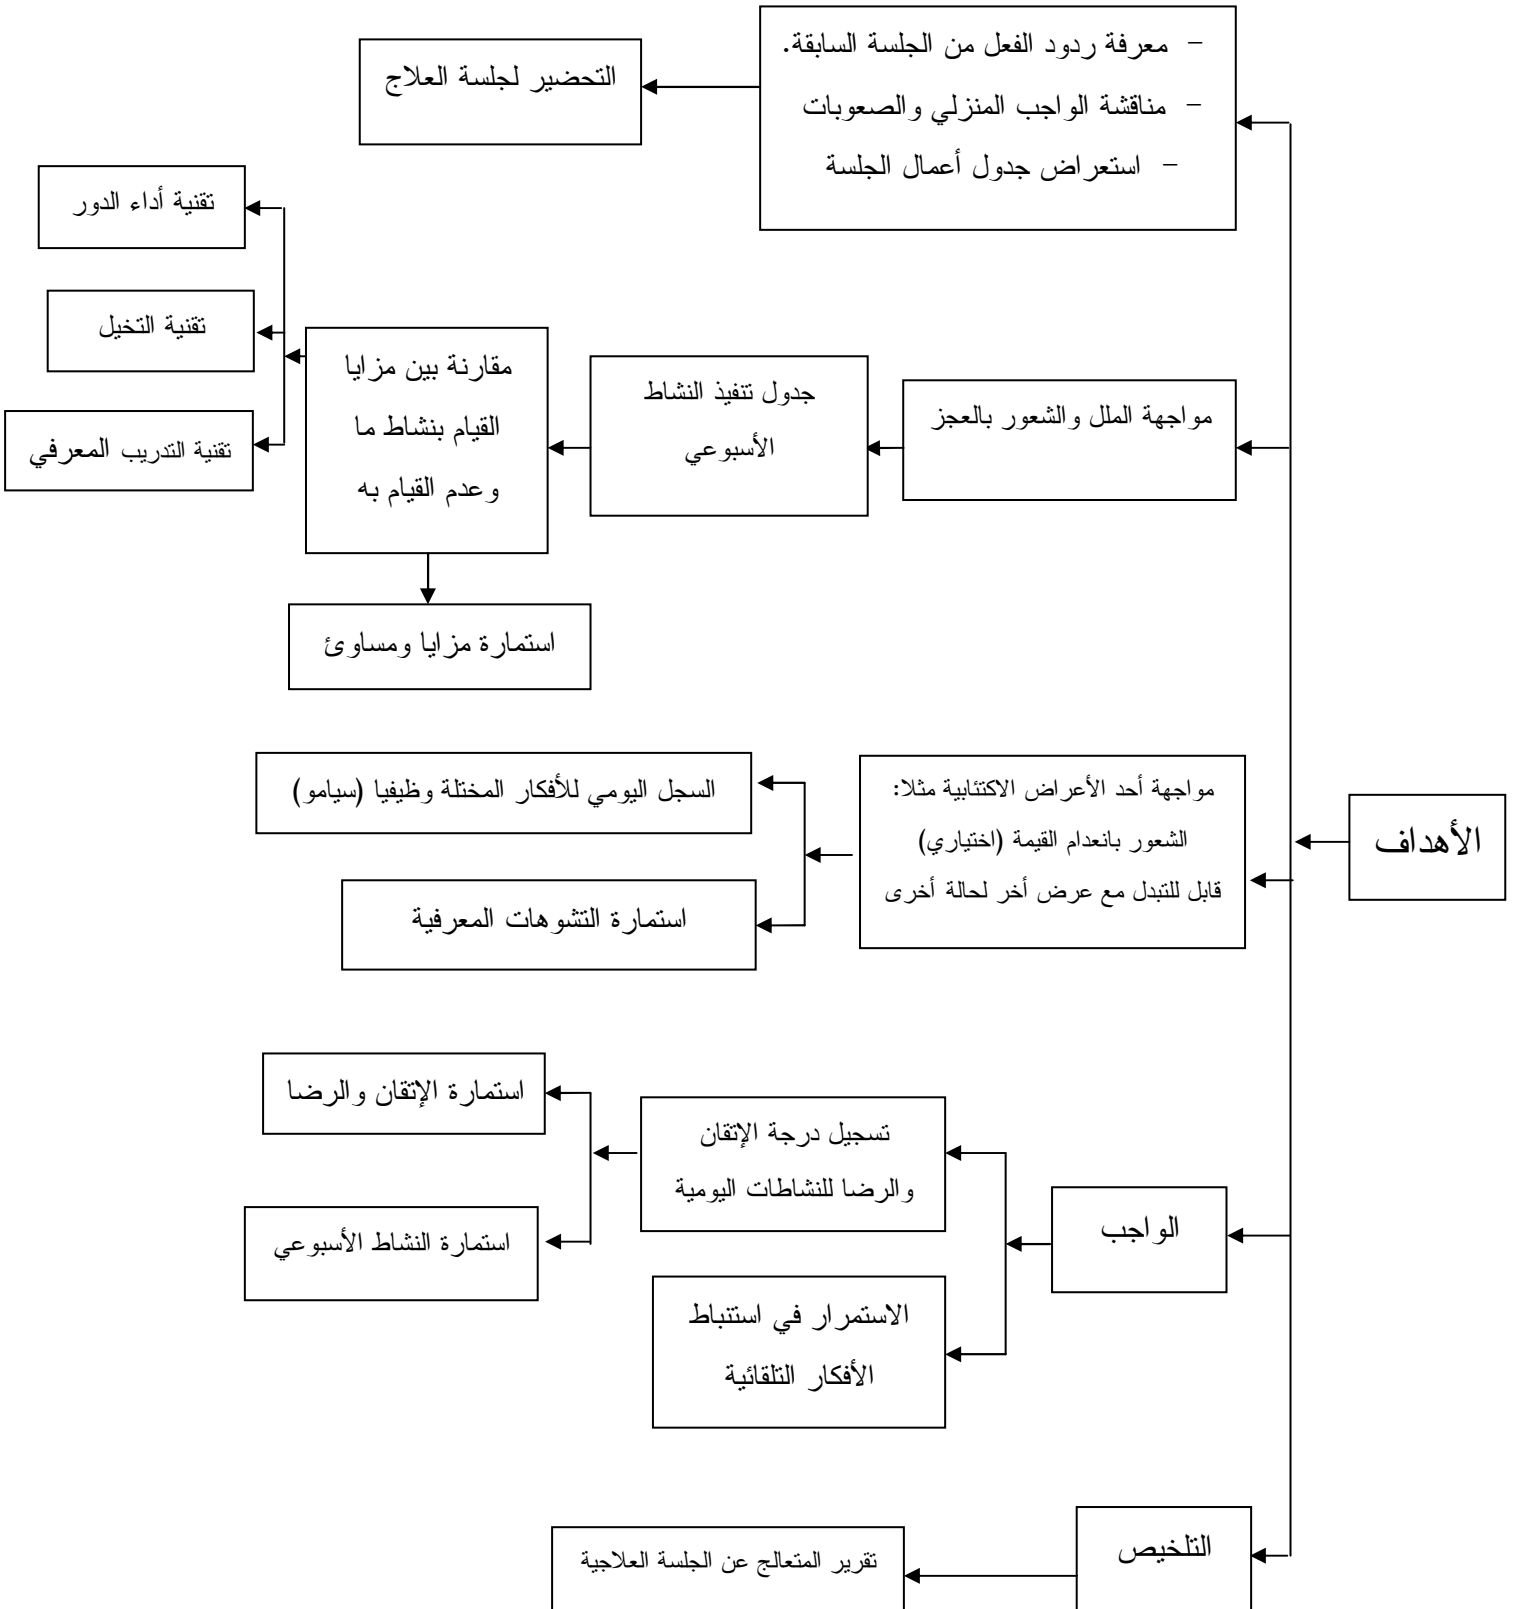 - معرفة ردود الفعل من الجلسة السابقة.
- مناقشة الواجب المنزلي والصعوبات
- استعراض جدول أعمال الجلسة
التحضير لجلسة العلاج
مواجهة الملل والشعور بالعجز
جدول تنفيذ النشاط
الأسبوعي
مقارنة بين مزايا
القيام بنشاط ما
وعدم القيام به
تقنية أداء الدور
تقنية التخيل
تقنية التدريب المعرفي
استمارة مزايا ومساوئ
الأهداف
مواجهة أحد الأعراض الاكتئابية مثلا:
الشعور بانعدام القيمة (اختياري)
قابل للتبدل مع عرض أخر لحالة أخرى
السجل اليومي للأفكار المختلة وظيفيا (سيامو)
استمارة التشوهات المعرفية
الواجب
تسجيل درجة الإتقان
والرضا للنشاطات اليومية
استمارة الإتقان والرضا
استمارة النشاط الأسبوعي
الاستمرار في استنباط
الأفكار التلقائية
التلخيص
تقرير المتعالج عن الجلسة العلاجية